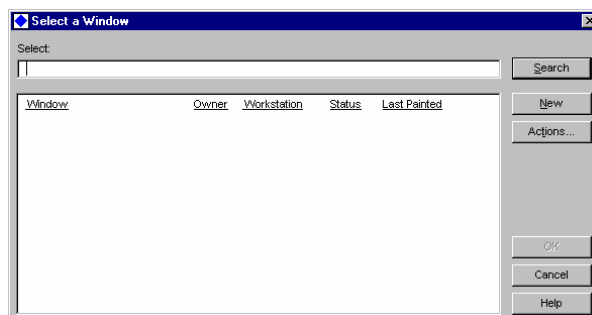 Select a Window
Select:
Search
Window Owner Workstation Status Last Painted
New
Actions...
OK
Cancel
Help